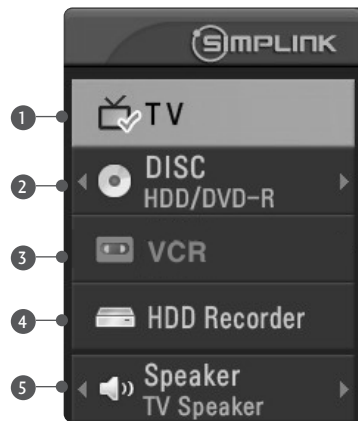 SIMPLINK
1 TV
2 DISC
HDD/DVD-R
3 VCR
4 HDD Recorder
5 Speaker
TV Speaker